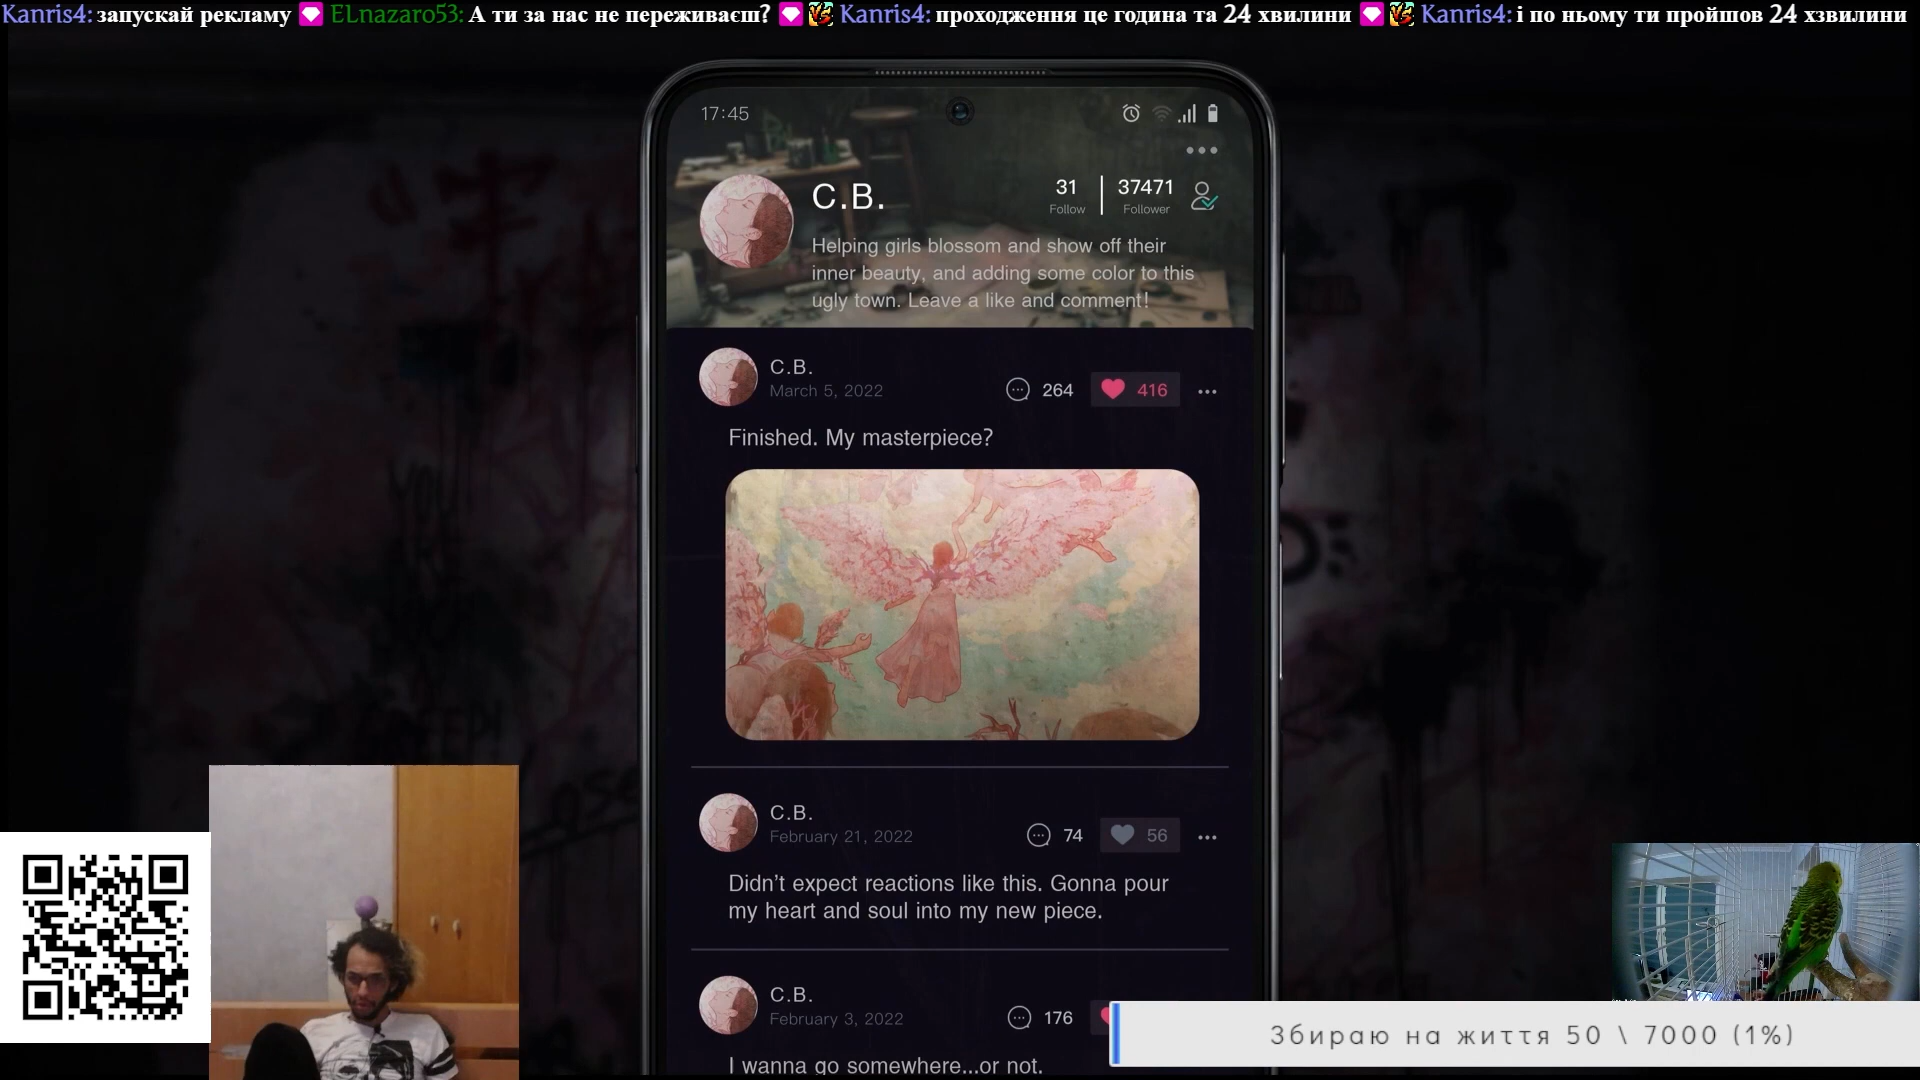 Kanris4: запускай рекламу ELnazaro53: А ти за нас не переживаєш? Kanris4: проходження це година та 24 хвилини Kanris4: і по ньому ти пройшов 24 хзвилини
17:45
C.B.
31
Follow
37471
Follower
Helping girls blossom and show off their
inner beauty, and adding some color to this
ugly town. Leave a like and comment!
C.B.
March 5, 2022
264
416
Finished. My masterpiece?
C.B.
February 21, 2022
74
56
Didn't expect reactions like this. Gonna pour
my heart and soul into my new piece.
C.B.
February 3, 2022
176
I wanna go somewhere...or not.
Збираю на життя 50 \ 7000 (1%)